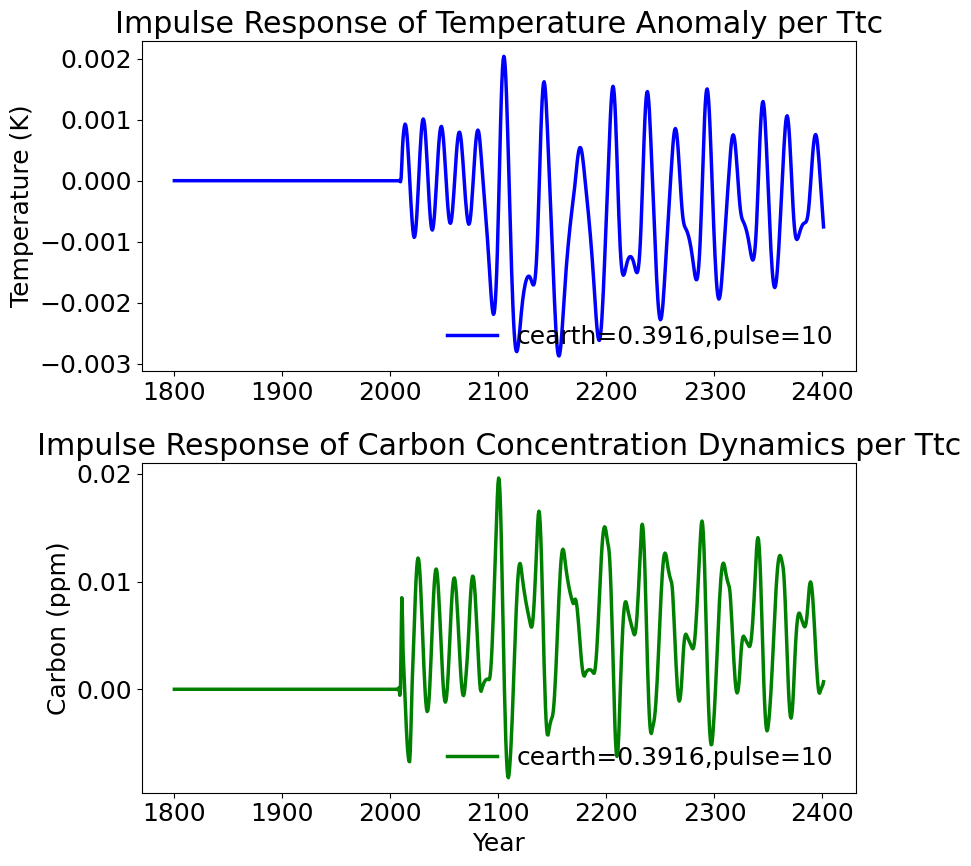 Impulse Response of Temperature Anomaly per Ttc
Temperature (K)
0.002
0.001
0.000
−0.001
−0.002
−0.003
cearth=0.3916,pulse=10
1800 1900 2000 2100 2200 2300 2400
Impulse Response of Carbon Concentration Dynamics per Ttc
Carbon (ppm)
0.02
0.01
0.00
cearth=0.3916,pulse=10
1800 1900 2000 2100 2200 2300 2400
Year